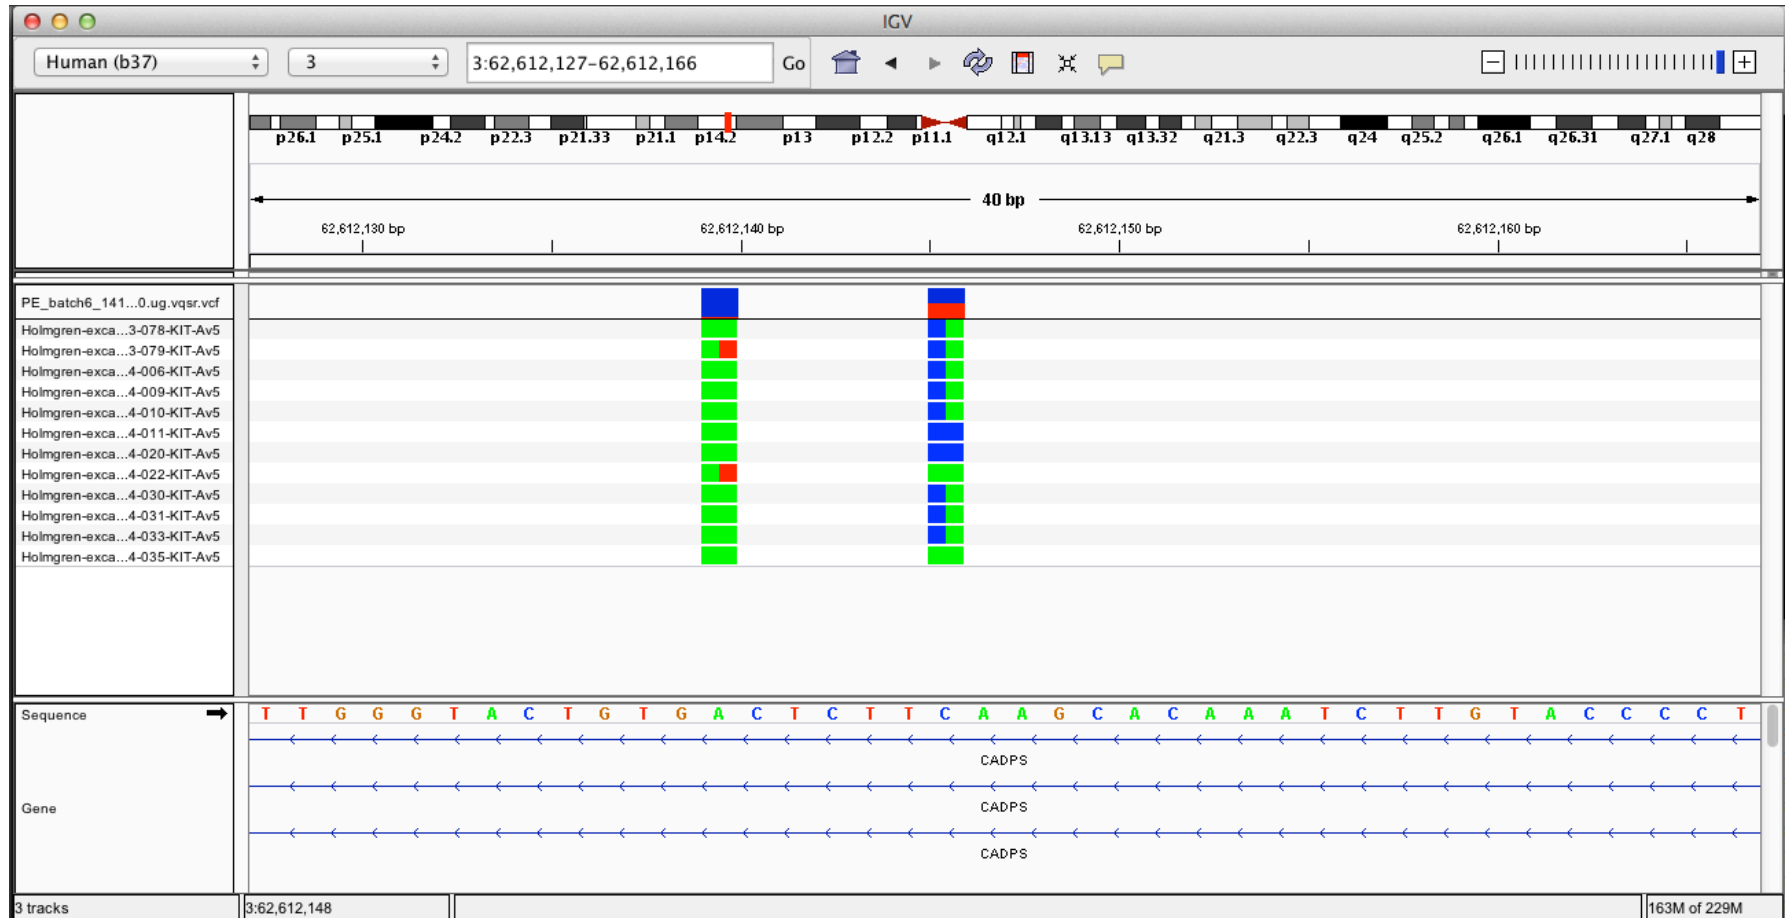 IGV
Human (b37) 3 3:62,612,127-62,612,166 Go
p26.1 p25.1 p24.2 p22.3 p21.33 p21.1 p14.2 p13 p12.2 p11.1 q12.1 q13.13 q13.32 q21.3 q22.3 q24 q25.2 q26.1 q26.31 q27.1 q28
40 bp
62,612,130 bp 62,612,140 bp 62,612,150 bp 62,612,160 bp
PE_batch6_141...0.ug.vqsr.vcf
Holmgren-exca...3-078-KIT-Av5
Holmgren-exca...3-079-KIT-Av5
Holmgren-exca...4-006-KIT-Av5
Holmgren-exca...4-009-KIT-Av5
Holmgren-exca...4-010-KIT-Av5
Holmgren-exca...4-011-KIT-Av5
Holmgren-exca...4-020-KIT-Av5
Holmgren-exca...4-022-KIT-Av5
Holmgren-exca...4-030-KIT-Av5
Holmgren-exca...4-031-KIT-Av5
Holmgren-exca...4-033-KIT-Av5
Holmgren-exca...4-035-KIT-Av5
Sequence T T G G G T A C T G T G A C T C T T C A A G C A C A A A T C T T G T A C C C C T
CADPS
Gene CADPS
CADPS
3 tracks 3:62,612,148 163M of 229M